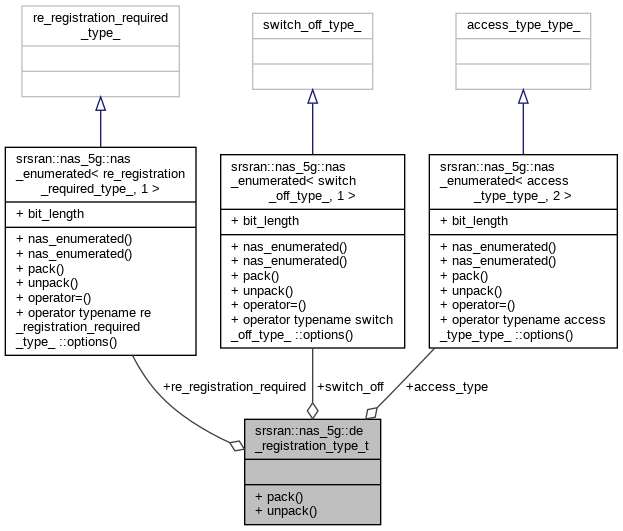 re_registration_required
_type_
switch_off_type_
access_type_type_
srsran::nas_5g::nas
_enumerated< re_registration
_required_type_, 1 >
+ bit_length
+ nas_enumerated()
+ nas_enumerated()
+ pack()
+ unpack()
+ operator=()
+ operator typename re
_registration_required
_type_ ::options()
srsran::nas_5g::nas
_enumerated< switch
_off_type_, 1 >
+ bit_length
+ nas_enumerated()
+ nas_enumerated()
+ pack()
+ unpack()
+ operator=()
+ operator typename switch
_off_type_ ::options()
srsran::nas_5g::nas
_enumerated< access
_type_type_, 2 >
+ bit_length
+ nas_enumerated()
+ nas_enumerated()
+ pack()
+ unpack()
+ operator=()
+ operator typename access
_type_type_ ::options()
+re_registration_required
+switch_off
+access_type
srsran::nas_5g::de
_registration_type_t
+ pack()
+ unpack()